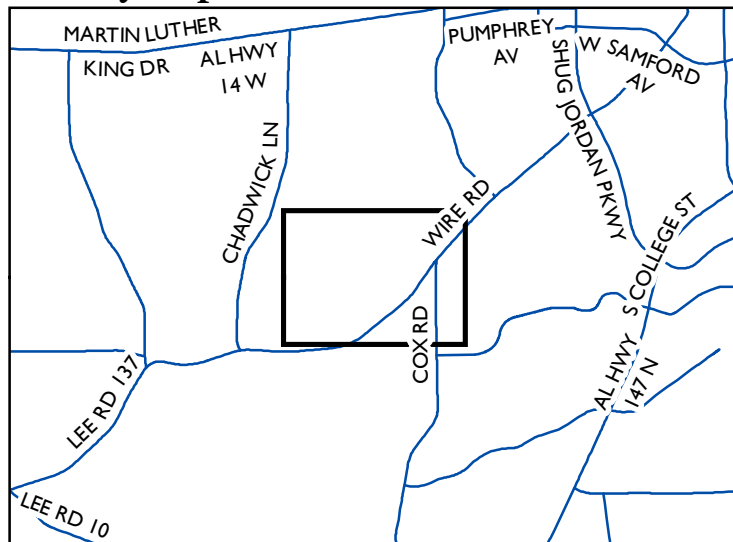 MARTIN LUTHER
KING DR
AL HWY
14 W
PUMPHREY
AV
W SAMFORD
AV
SHUG JORDAN PKWY
CHADWICK LN
WIRE RD
S COLLEGE ST
COX RD
AL HWY
147 N
LEE RD 137
LEE RD 10